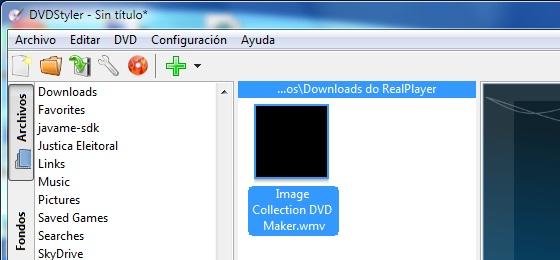 DVDStyler - Sin título*
Archivo Editar DVD Configuración Ayuda
Archivos
Fondos
Downloads
Favorites
javame-sdk
Justica Eleitoral
Links
Music
Pictures
Saved Games
Searches
SkyDrive
...os\Downloads do RealPlayer
Image
Collection DVD
Maker.wmv